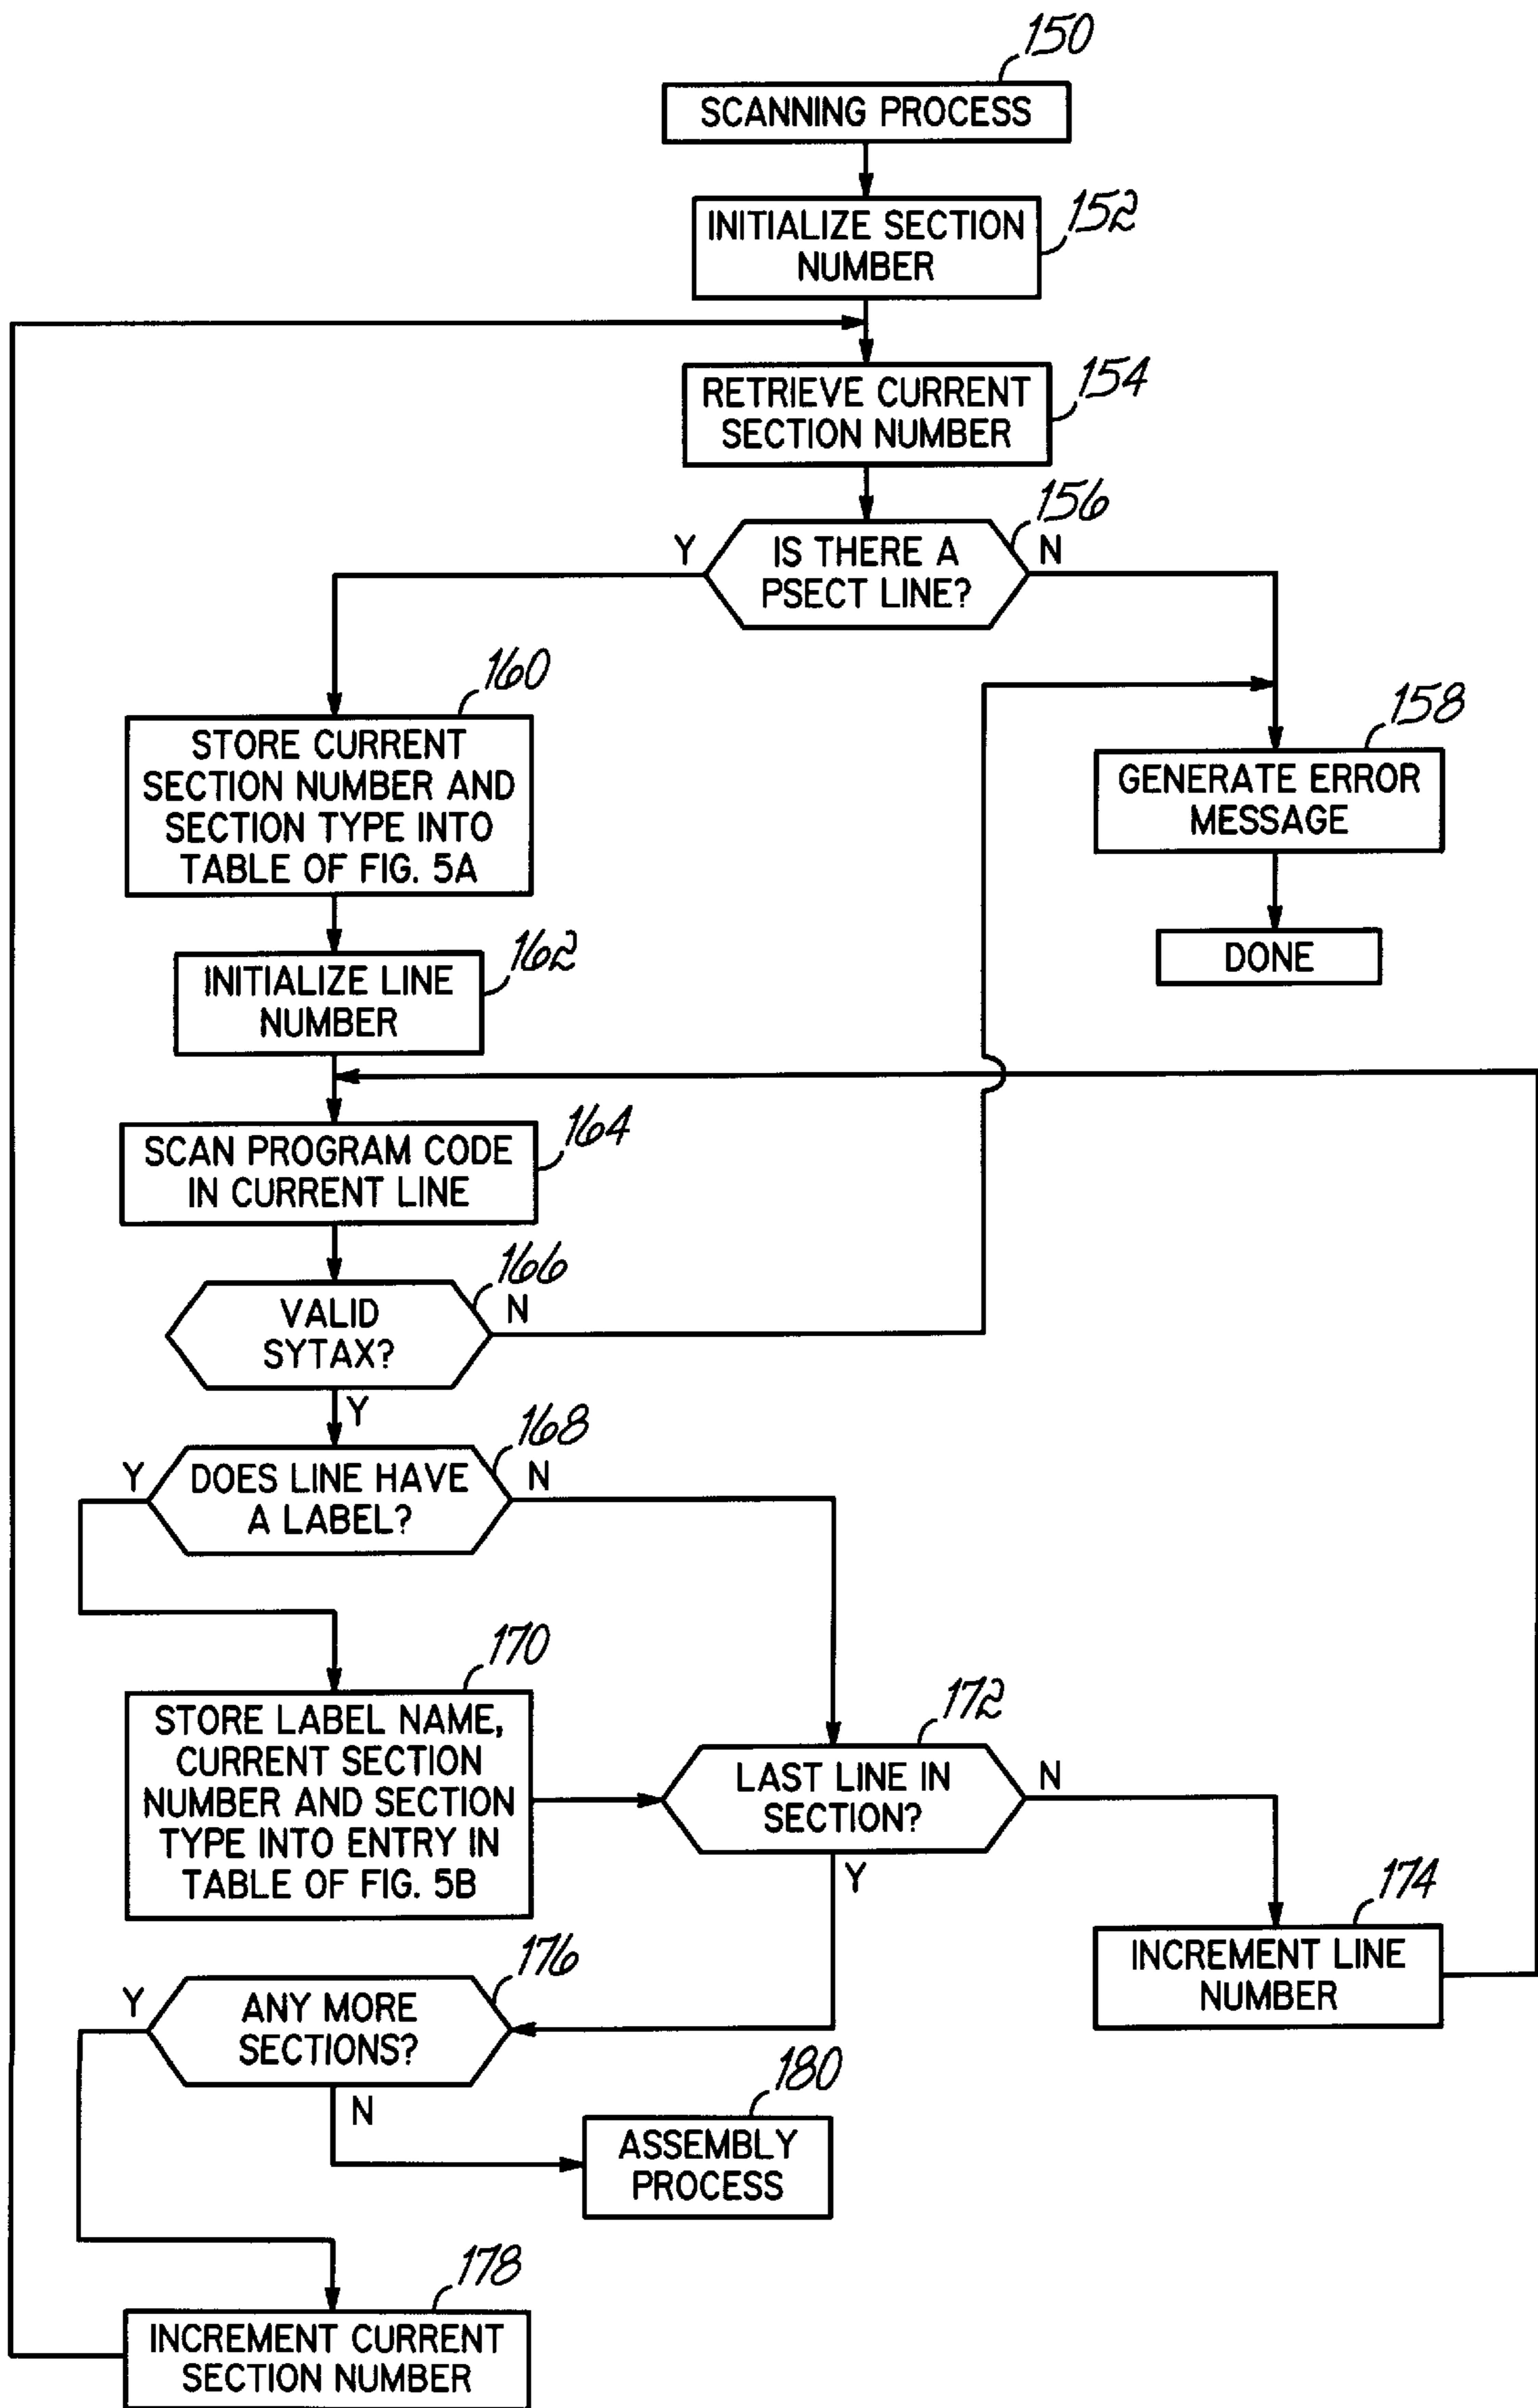 150
SCANNING PROCESS
152
INITIALIZE SECTION
NUMBER
154
RETRIEVE CURRENT
SECTION NUMBER
156
Y
IS THERE A
PSECT LINE?
N
160
STORE CURRENT
SECTION NUMBER AND
SECTION TYPE INTO
TABLE OF FIG. 5A
158
GENERATE ERROR
MESSAGE
DONE
162
INITIALIZE LINE
NUMBER
164
SCAN PROGRAM CODE
IN CURRENT LINE
166
VALID
SYTAX?
N
Y
168
Y
DOES LINE HAVE
A LABEL?
N
170
STORE LABEL NAME,
CURRENT SECTION
NUMBER AND SECTION
TYPE INTO ENTRY IN
TABLE OF FIG. 5B
172
LAST LINE IN
SECTION?
N
Y
174
INCREMENT LINE
NUMBER
176
Y
ANY MORE
SECTIONS?
N
180
ASSEMBLY
PROCESS
178
INCREMENT CURRENT
SECTION NUMBER